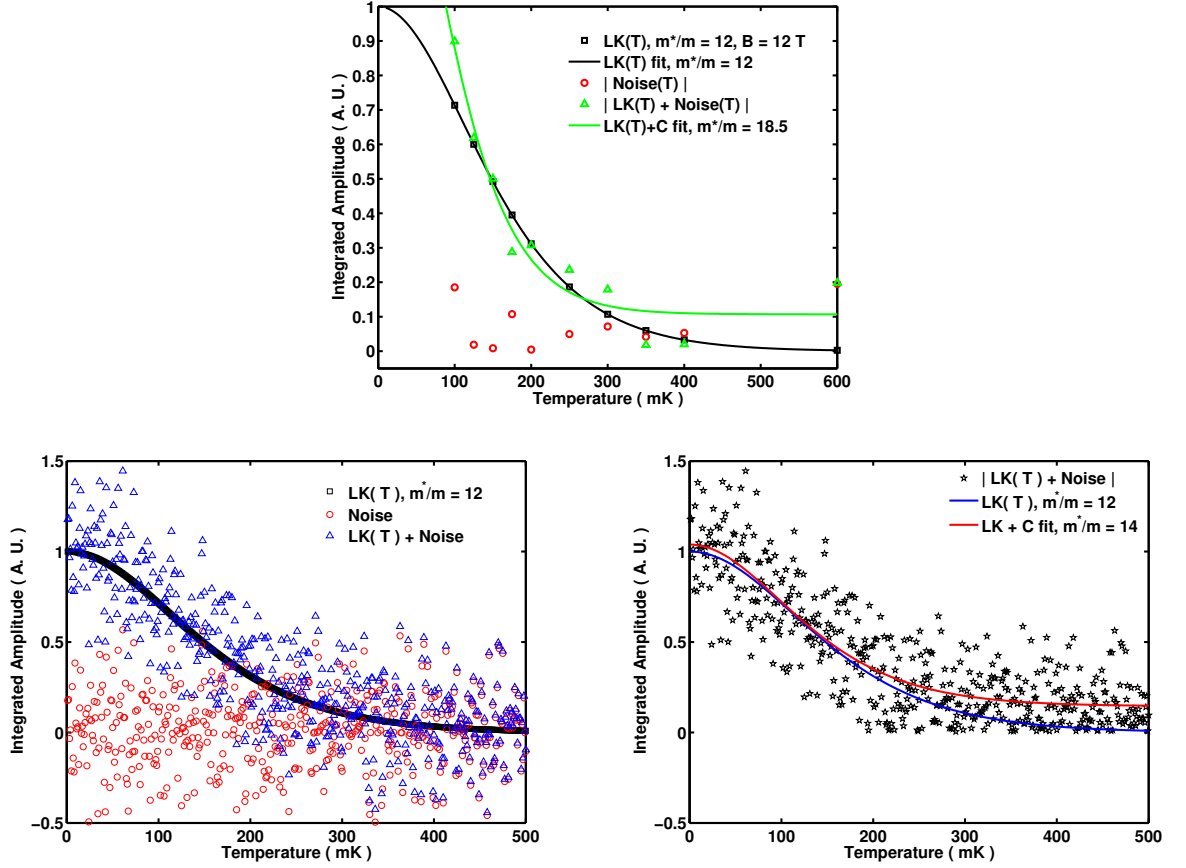 1
0.9
0.8
0.7
0.6
0.5
0.4
0.3
0.2
0.1
0
0 100 200 300 400 500 600
Integrated Amplitude ( A. U. )
Temperature ( mK )
LK(T), m*/m = 12, B = 12 T
LK(T) fit, m*/m = 12
| Noise(T) |
| LK(T) + Noise(T) |
LK(T)+C fit, m*/m = 18.5
1.5
1
0.5
0
−0.5
0 100 200 300 400 500
Integrated Amplitude ( A. U. )
Temperature ( mK )
LK( T ), m*/m = 12
Noise
LK( T ) + Noise
1.5
1
0.5
0
−0.5
0 100 200 300 400 500
Integrated Amplitude ( A. U. )
Temperature ( mK )
| LK( T ) + Noise |
LK( T ), m*/m = 12
LK + C fit, m*/m = 14